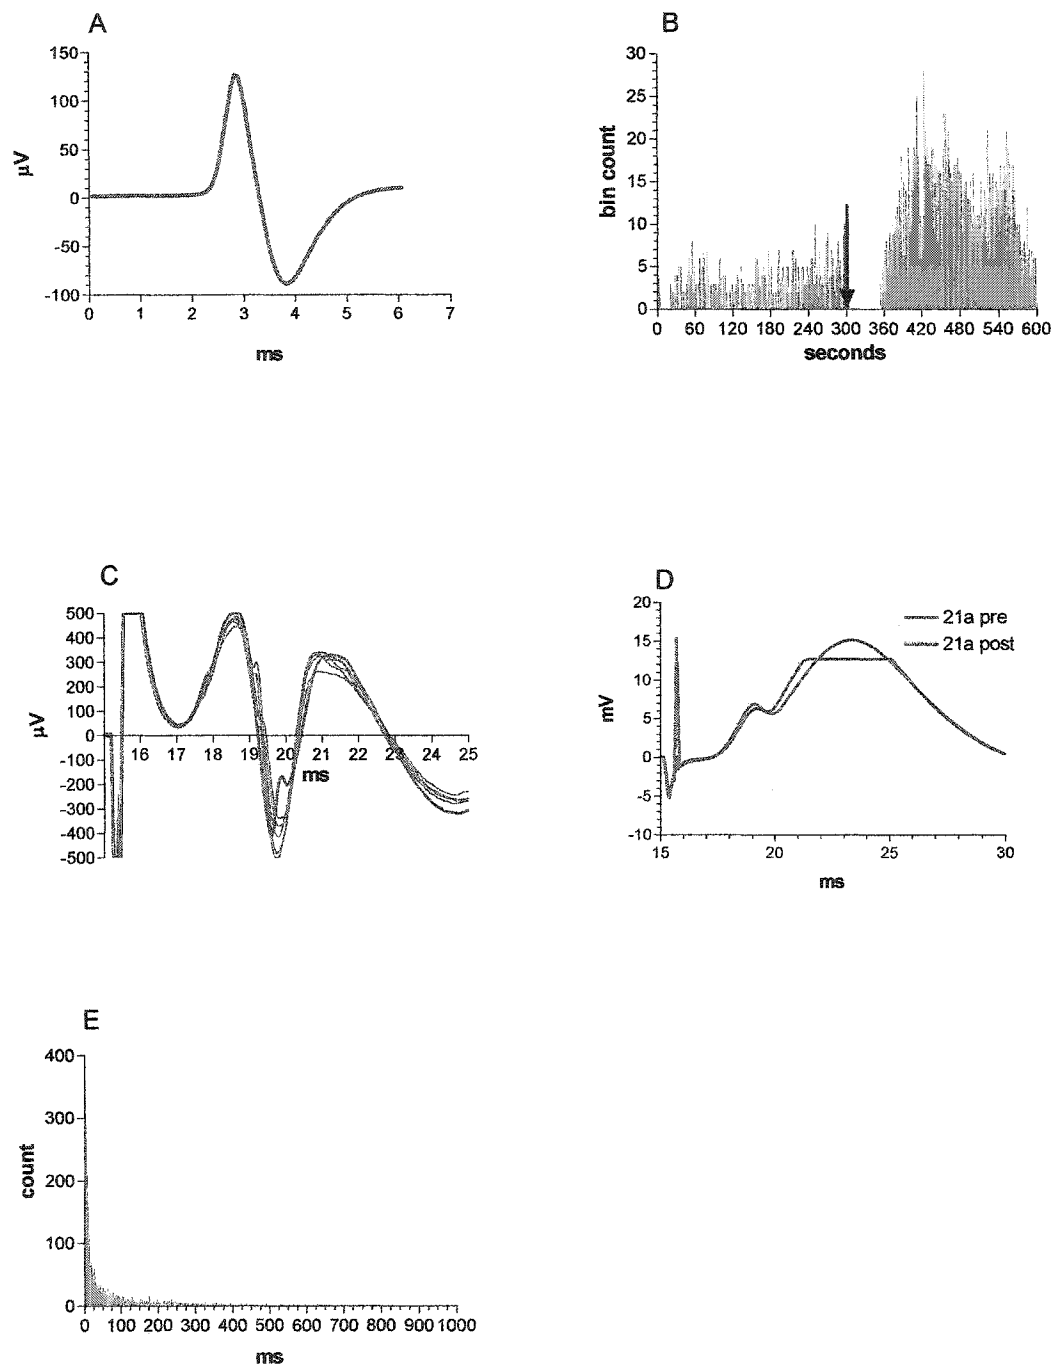 A
150
100
50
0
-50
-100
µV
0 1 2 3 4 5 6 7
ms
B
30
25
20
15
10
5
0
bin count
0 60 120 180 240 300 360 420 480 540 600
seconds
C
500
400
300
200
100
0
-100
-200
-300
-400
-500
µV
16 17 18 19 20 21 22 23 24 25
ms
D
20
15
10
5
0
-5
-10
mV
21a pre
21a post
15 20 25 30
ms
E
400
300
200
100
0
count
0 100 200 300 400 500 600 700 800 900 1000
ms